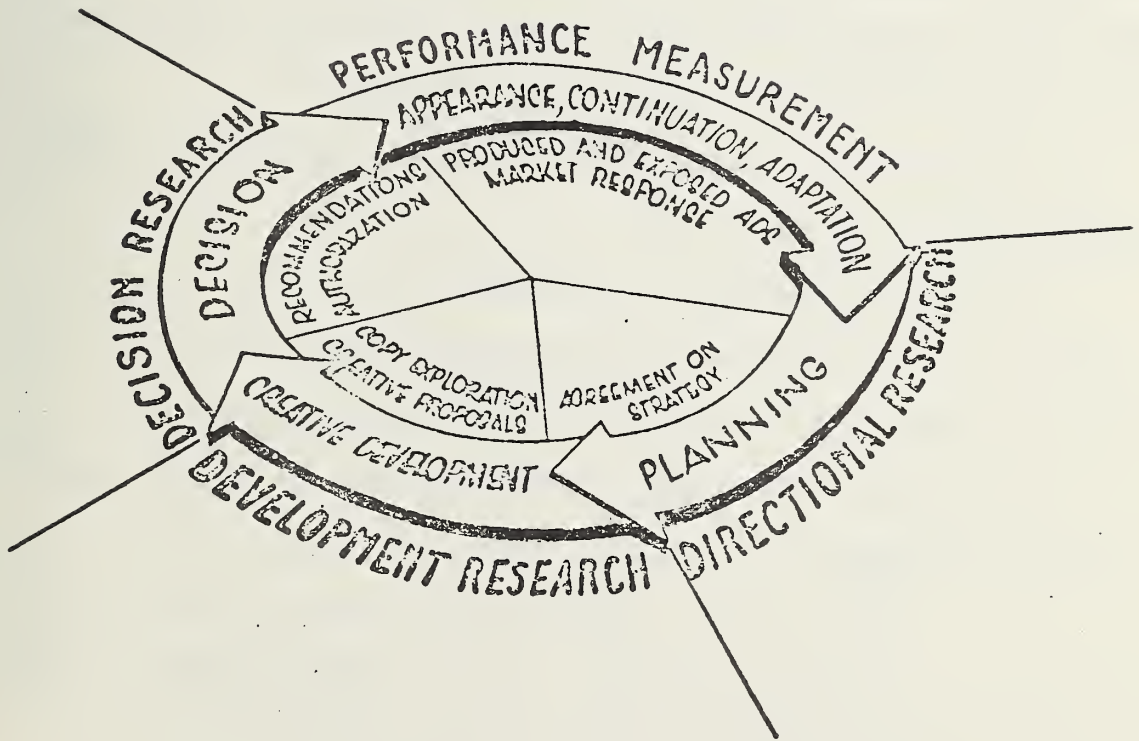 PERFORMANCE MEASUREMENT
APPEARANCE, CONTINUATION, ADAPTATION
PRODUCED AND EXPOSED ADS
MARKET RESPONSE
DIRECTIONAL RESEARCH
PLANNING
AGREEMENT ON
STRATEGY
DEVELOPMENT RESEARCH
CREATIVE DEVELOPMENT
COPY EXPLORATION
CREATIVE PROPOSALS
DECISION RESEARCH
DECISION
RECOMMENDATIONS
AUTHORIZATION